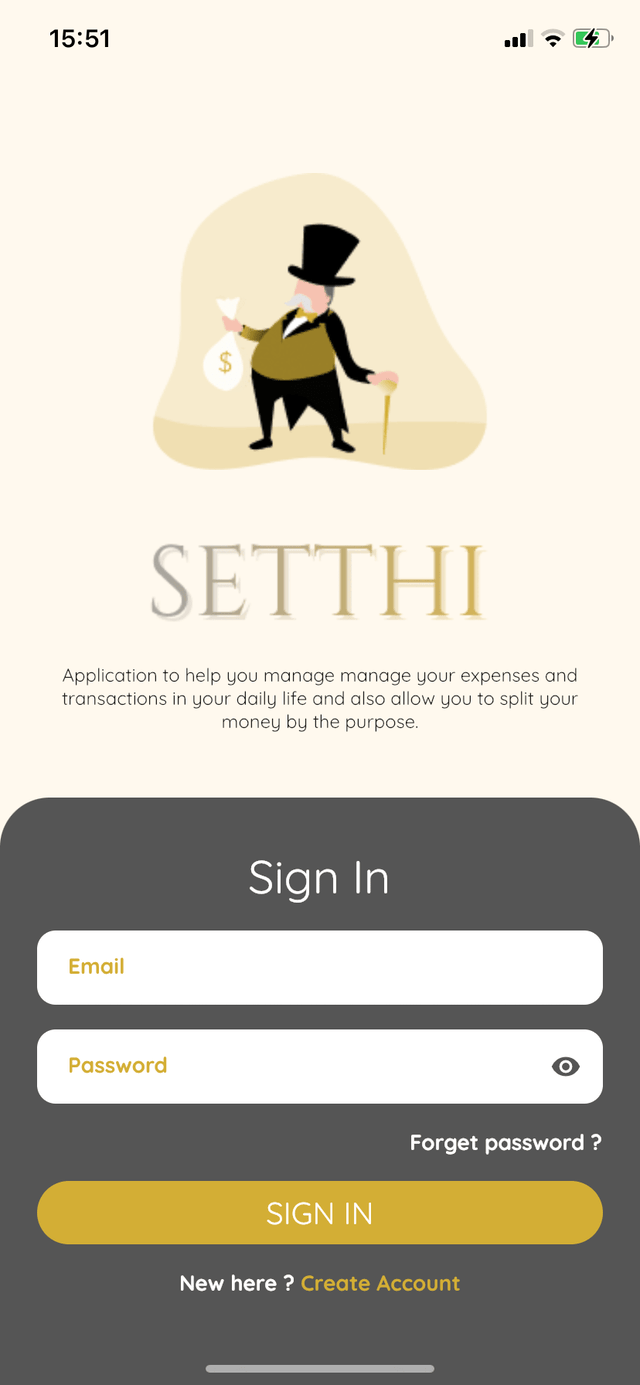 15:51
$
SETTHI
Application to help you manage manage your expenses and
transactions in your daily life and also allow you to split your
money by the purpose.
Sign In
Email
Password
Forget password ?
SIGN IN
New here ? Create Account